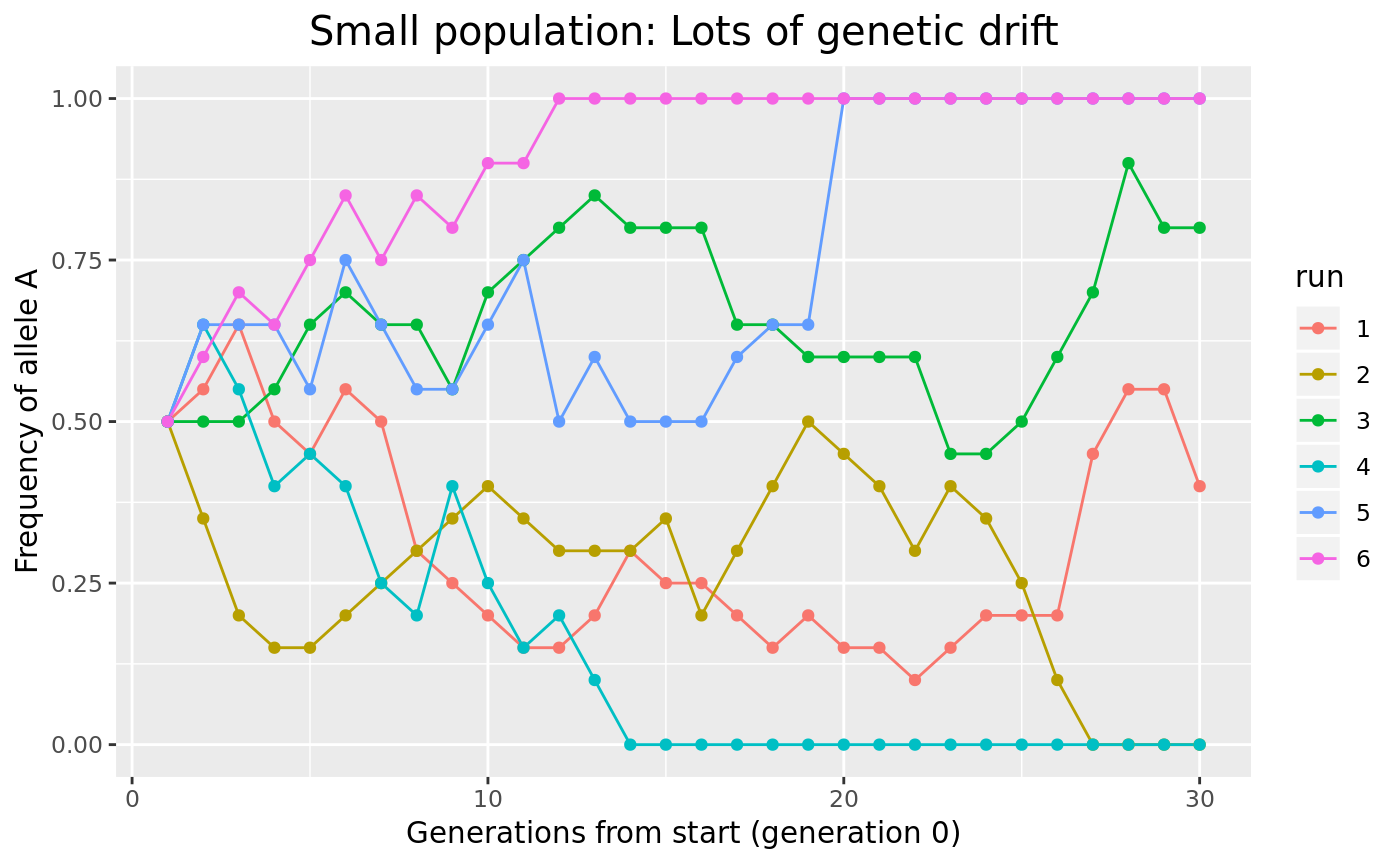 Small population: Lots of genetic drift
Frequency of allele A
1.00
0.75
0.50
0.25
0.00
0 10 20 30
Generations from start (generation 0)
run
1
2
3
4
5
6